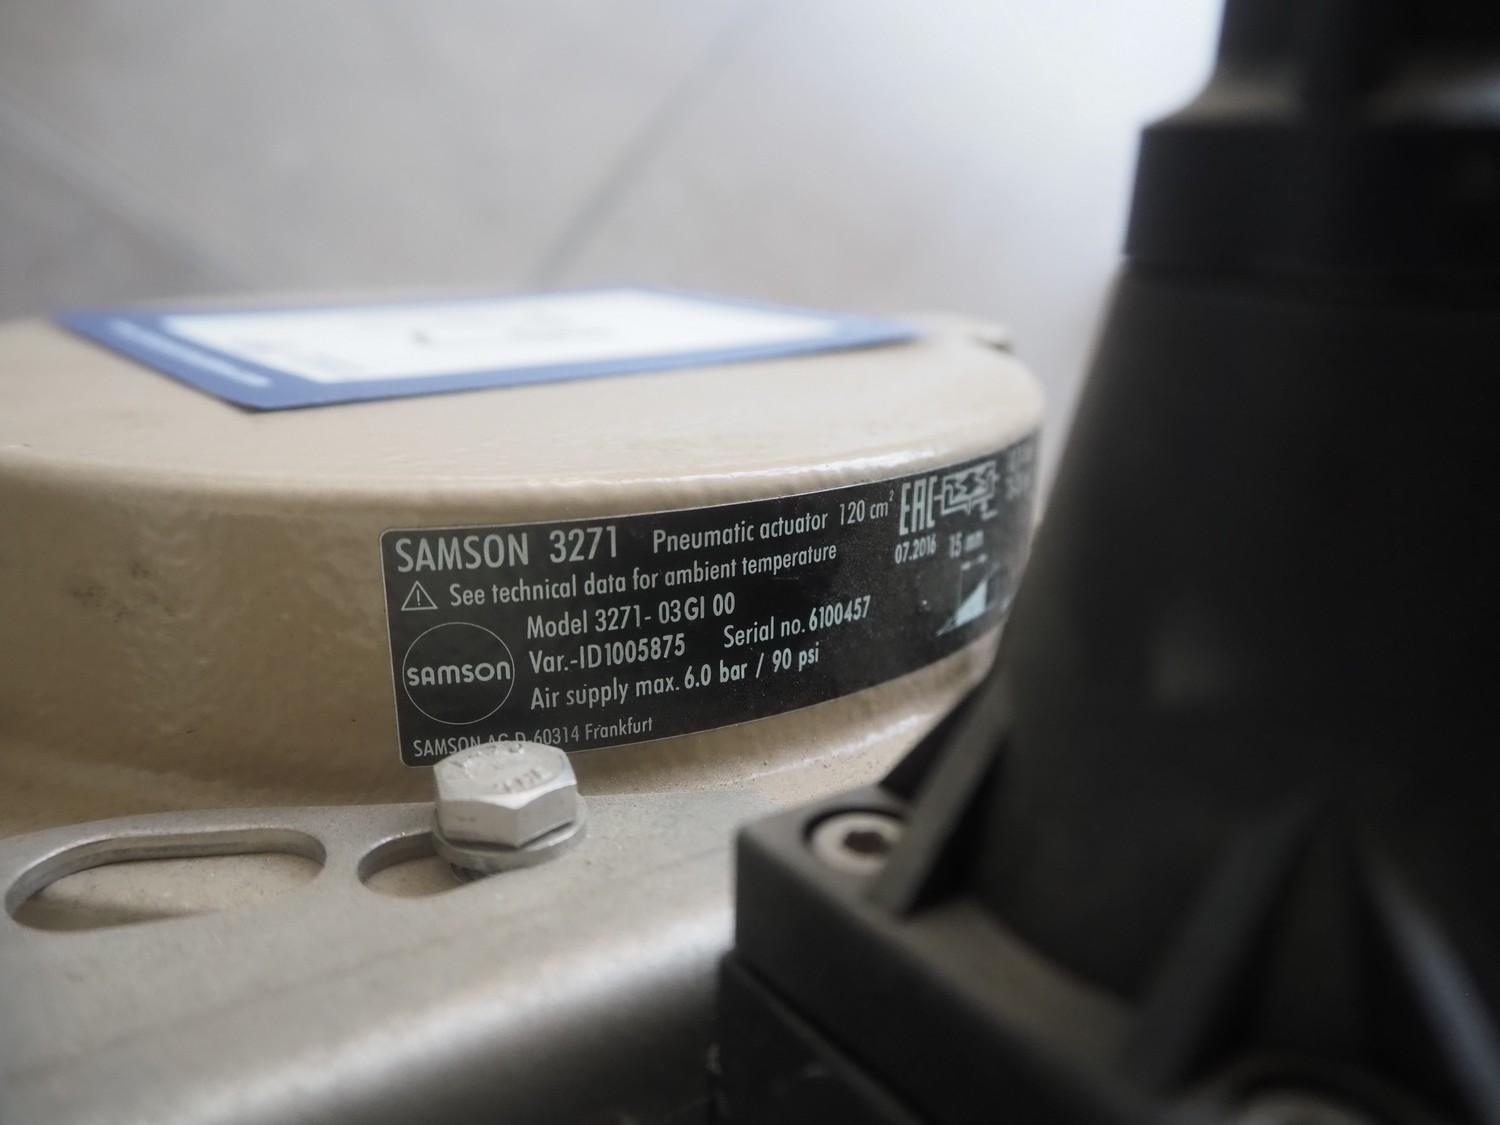 SAMSON 3271 Pneumatic actuator 120 cm²
EAC
See technical data for ambient temperature
07.2016 15 mm
Model 3271-03GI 00
samson
Var.-ID1005875 Serial no. 6100457
Air supply max. 6.0 bar / 90 psi
SAMSON AG D-60314 Frankfurt